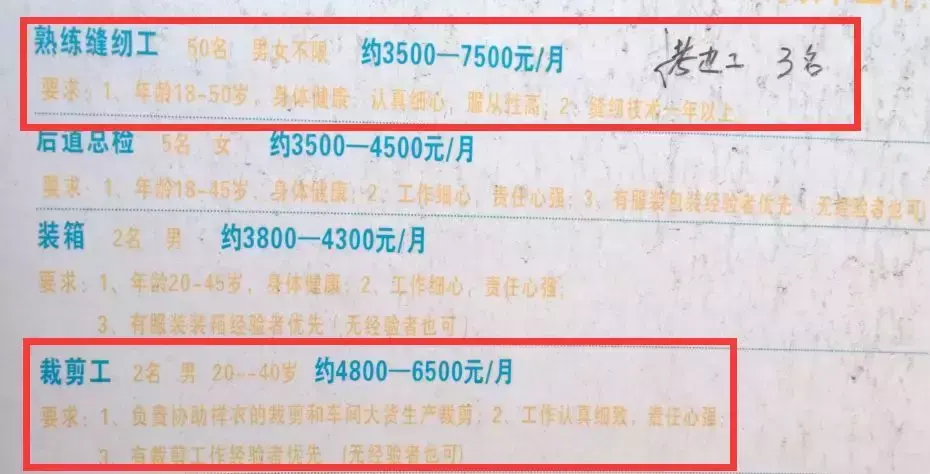 熟练缝纫工 50名 男女不限 约3500—7500元/月 拷边工 3名
要求：1、年龄18-50岁，身体健康，认真细心，服从性高；2、缝纫技术一年以上
后道总检 5名 女 约3500—4500元/月
要求：1、年龄18-45岁，身体健康；2、工作细心，责任心强；3、有服装包装经验者优先（无经验者也可
装箱 2名 男 约3800—4300元/月
要求：1、年龄20-45岁，身体健康；2、工作细心，责任心强；
3、有服装装箱经验者优先（无经验者也可）
裁剪工 2名 男 20--40岁 约4800—6500元/月
要求：1、负责协助样衣的裁剪和车间大货生产裁剪；2、工作认真细致，责任心强；
3、有裁剪工作经验者优先（无经验者也可）